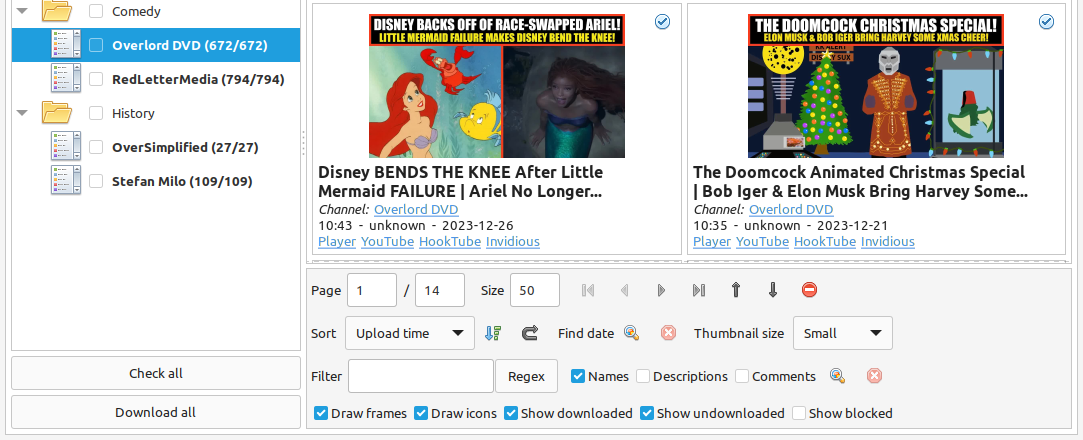 Comedy
Overlord DVD (672/672)
RedLetterMedia (794/794)
History
OverSimplified (27/27)
Stefan Milo (109/109)
Check all
Download all
DISNEY BACKS OFF OF RACE-SWAPPED ARIEL!
LITTLE MERMAID FAILURE MAKES DISNEY BEND THE KNEE!
Disney BENDS THE KNEE After Little
Mermaid FAILURE | Ariel No Longer...
Channel: Overlord DVD
10:43 - unknown - 2023-12-26
Player YouTube HookTube Invidious
THE DOOMCOCK CHRISTMAS SPECIAL!
ELON MUSK & BOB IGER BRING HARVEY SOME XMAS CHEER!
DISNEY SUX
The Doomcock Animated Christmas Special
| Bob Iger & Elon Musk Bring Harvey Some...
Channel: Overlord DVD
10:35 - unknown - 2023-12-21
Player YouTube HookTube Invidious
Page 1 / 14 Size 50
Sort Upload time Find date Thumbnail size Small
Filter Regex Names Descriptions Comments
Draw frames Draw icons Show downloaded Show undownloaded Show blocked